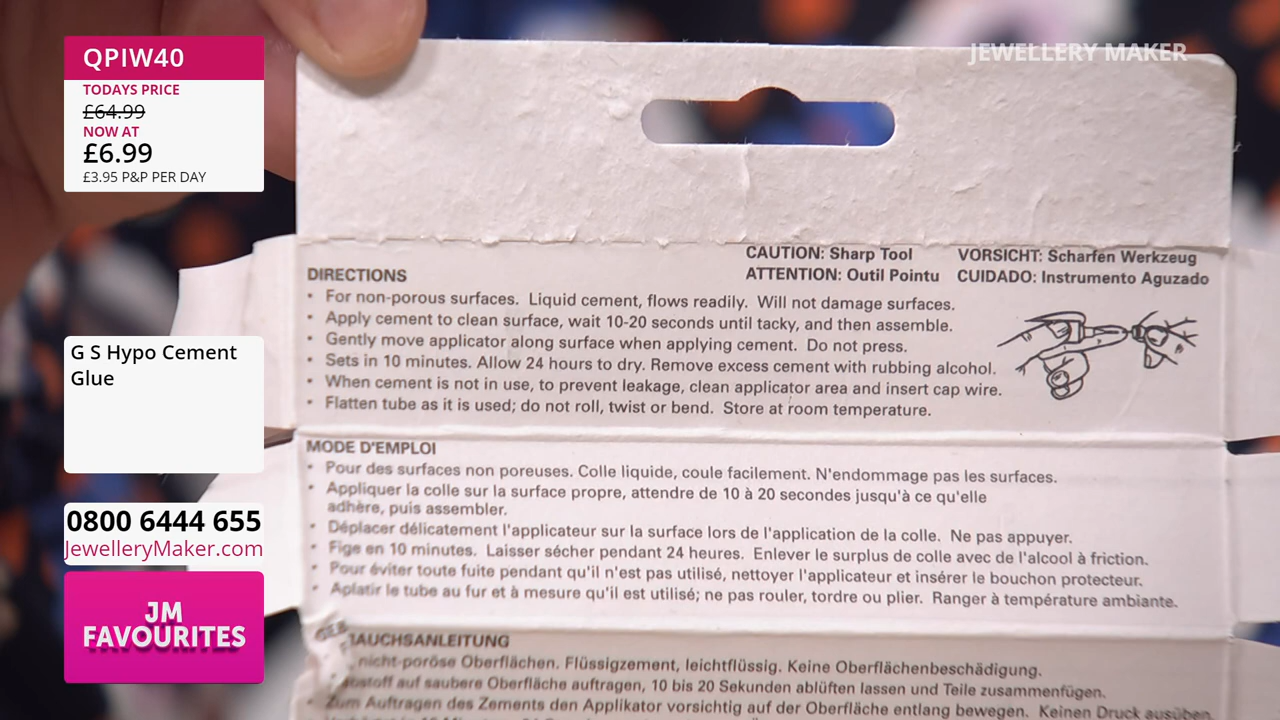 QPIW40
TODAYS PRICE
£64.99
NOW AT
£6.99
£3.95 P&P PER DAY
G S Hypo Cement
Glue
0800 6444 655
JewelleryMaker.com
JM
FAVOURITES
JEWELLERY MAKER
CAUTION: Sharp Tool
VORSICHT: Scharfen Werkzeug
ATTENTION: Outil Pointu
CUIDADO: Instrumento Aguzado
DIRECTIONS
• For non-porous surfaces. Liquid cement, flows readily. Will not damage surfaces.
• Apply cement to clean surface, wait 10-20 seconds until tacky, and then assemble.
• Gently move applicator along surface when applying cement. Do not press.
• Sets in 10 minutes. Allow 24 hours to dry. Remove excess cement with rubbing alcohol.
• When cement is not in use, to prevent leakage, clean applicator area and insert cap wire.
• Flatten tube as it is used; do not roll, twist or bend. Store at room temperature.
MODE D'EMPLOI
• Pour des surfaces non poreuses. Colle liquide, coule facilement. N'endommage pas les surfaces.
• Appliquer la colle sur la surface propre, attendre de 10 à 20 secondes jusqu'à ce qu'elle
adhère, puis assembler.
• Déplacer délicatement l'applicateur sur la surface lors de l'application de la colle. Ne pas appuyer.
• Fige en 10 minutes. Laisser sécher pendant 24 heures. Enlever le surplus de colle avec de l'alcool à friction.
• Pour éviter toute fuite pendant qu'il n'est pas utilisé, nettoyer l'applicateur et insérer le bouchon protecteur.
• Aplatir le tube au fur et à mesure qu'il est utilisé; ne pas rouler, tordre ou plier. Ranger à température ambiante.
GEBRAUCHSANLEITUNG
nicht-poröse Oberflächen. Flüssigzement, leichtflüssig. Keine Oberflächenbeschädigung.
auf saubere Oberfläche auftragen, 10 bis 20 Sekunden ablüften lassen und Teile zusammenfügen.
• Zum Auftragen des Zements den Applikator vorsichtig auf der Oberfläche entlang bewegen. Keinen Druck ausüben.